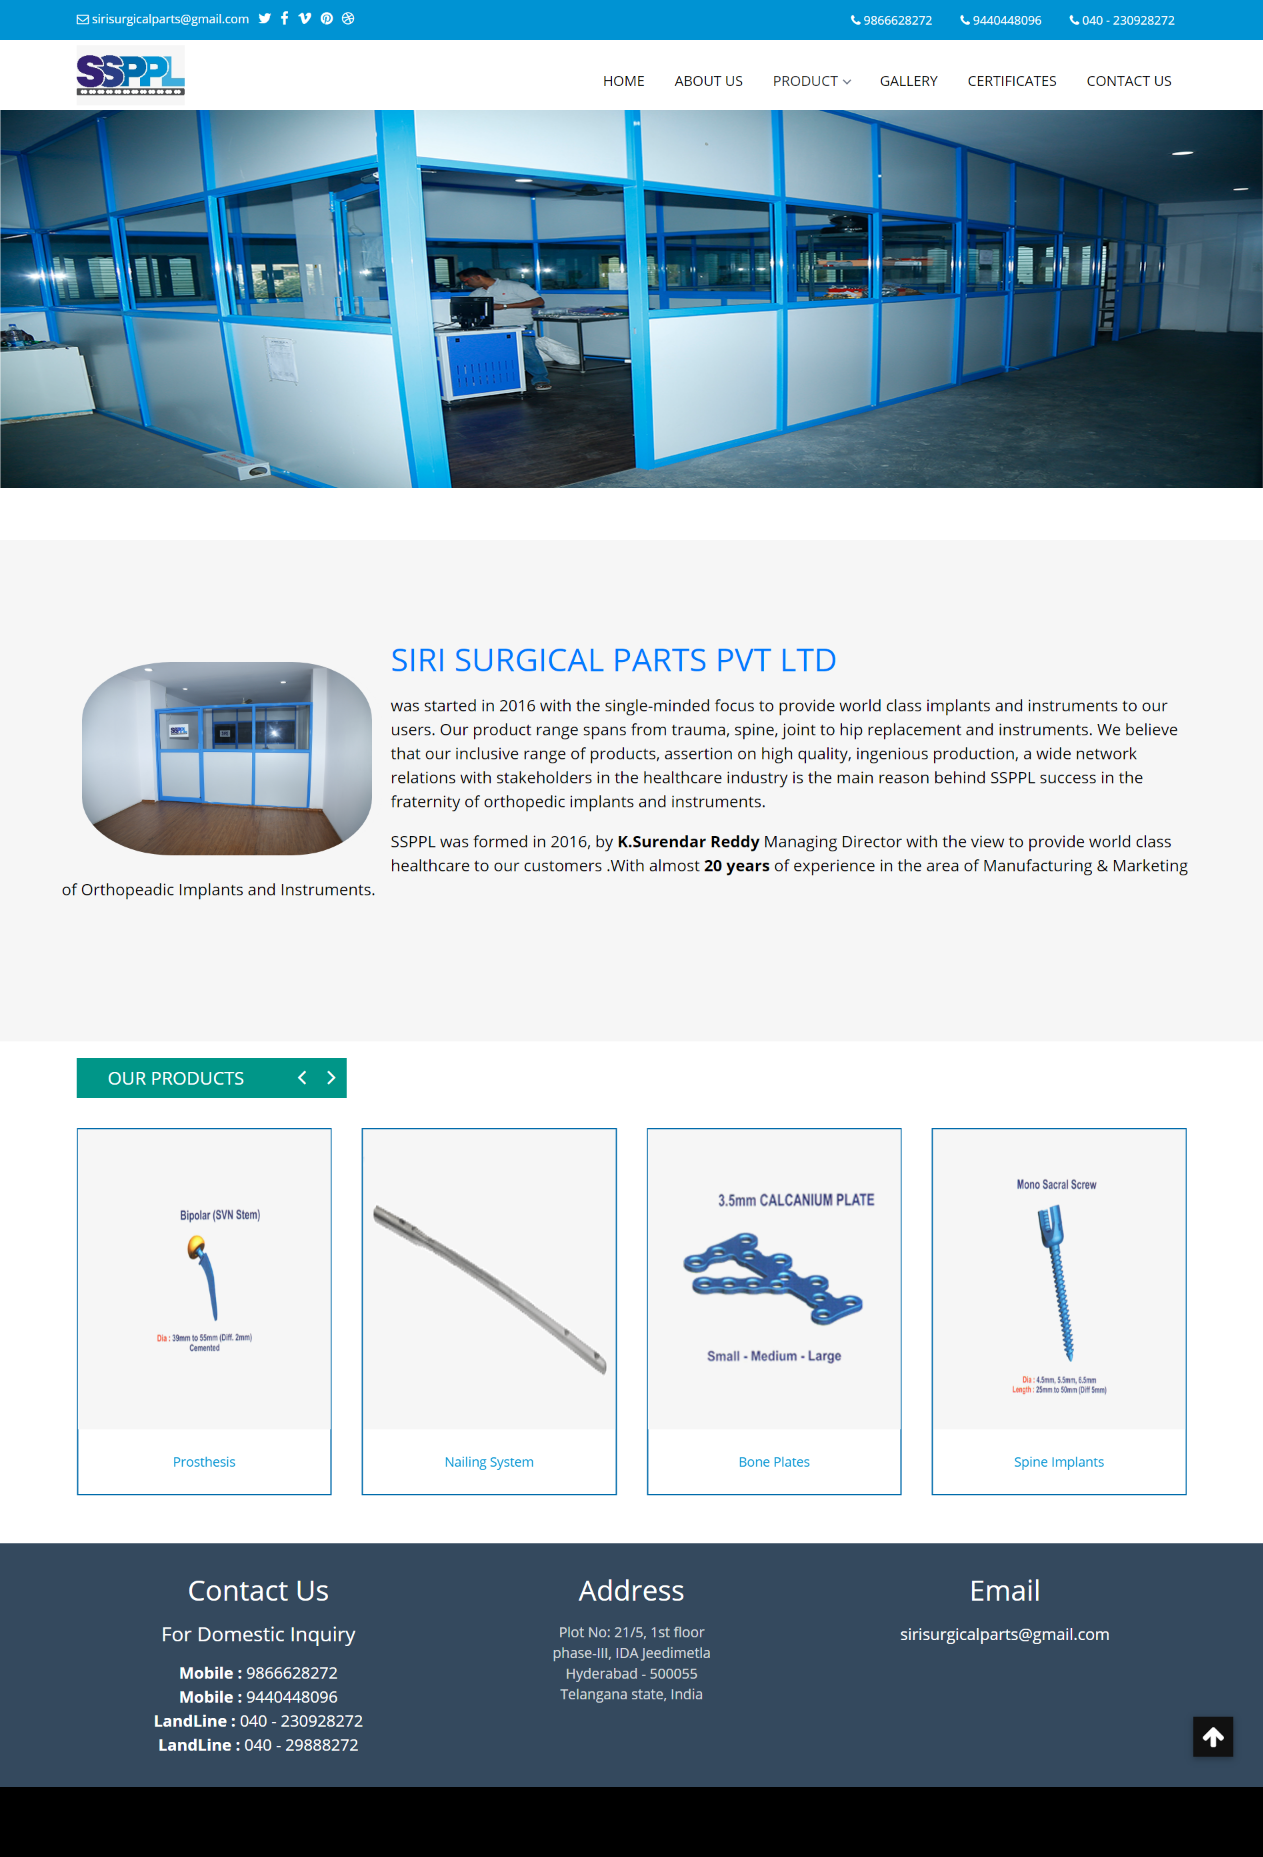 sirisurgicalparts@gmail.com
9866628272
9440448096
040 - 230928272
SSPPL
HOME
ABOUT US
PRODUCT
GALLERY
CERTIFICATES
CONTACT US
SIRI SURGICAL PARTS PVT LTD
was started in 2016 with the single-minded focus to provide world class implants and instruments to our
users. Our product range spans from trauma, spine, joint to hip replacement and instruments. We believe
that our inclusive range of products, assertion on high quality, ingenious production, a wide network
relations with stakeholders in the healthcare industry is the main reason behind SSPPL success in the
fraternity of orthopedic implants and instruments.
SSPPL was formed in 2016, by K.Surendar Reddy Managing Director with the view to provide world class
healthcare to our customers .With almost 20 years of experience in the area of Manufacturing & Marketing
of Orthopeadic Implants and Instruments.
OUR PRODUCTS
Bipolar (SVN Stem)
Dia : 39mm to 55mm (Diff. 2mm)
Cemented
Prosthesis
Nailing System
3.5mm CALCANIUM PLATE
Small - Medium - Large
Bone Plates
Mono Sacral Screw
Dia : 4.5mm, 5.5mm, 6.5mm
Length : 25mm to 50mm (Diff 5mm)
Spine Implants
Contact Us
For Domestic Inquiry
Mobile : 9866628272
Mobile : 9440448096
LandLine : 040 - 230928272
LandLine : 040 - 29888272
Address
Plot No: 21/5, 1st floor
phase-III, IDA Jeedimetla
Hyderabad - 500055
Telangana state, India
Email
sirisurgicalparts@gmail.com